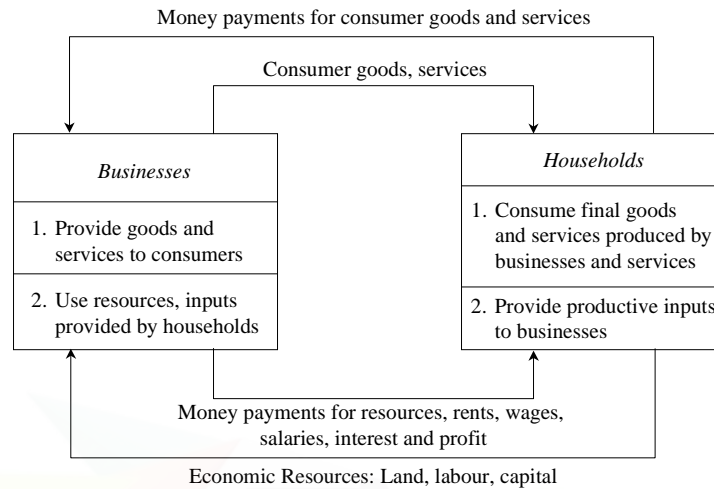 Money payments for consumer goods and services
Consumer goods, services
Businesses
1. Provide goods and
services to consumers
2. Use resources, inputs
provided by households
Households
1. Consume final goods
and services produced by
businesses and services
2. Provide productive inputs
to businesses
Money payments for resources, rents, wages,
salaries, interest and profit
Economic Resources: Land, labour, capital